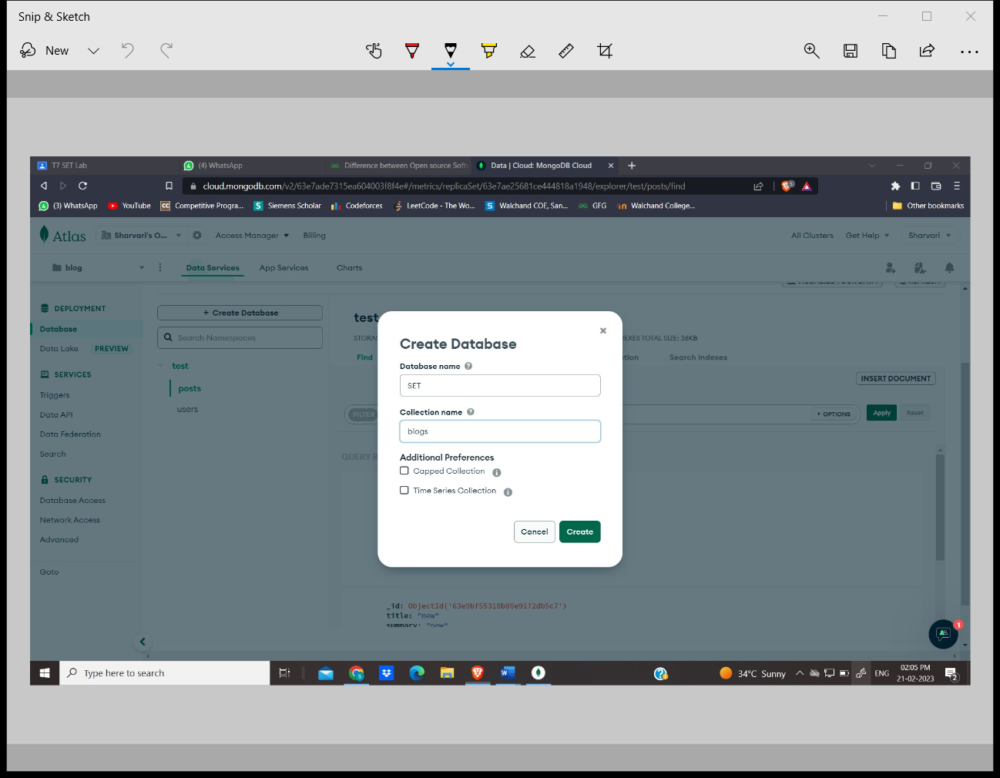 Snip & Sketch
New
T7 SET Lab
(4) WhatsApp
Difference between Open source Soft
Data | Cloud: MongoDB Cloud
cloud.mongodb.com/v2/63e7ade7315ea604003f8f4e#/metrics/replicaSet/63e7ae25681ce444818a1948/explorer/test/posts/find
(3) WhatsApp
YouTube
Competitive Progra...
Siemens Scholar
Codeforces
LeetCode - The Wo...
Walchand COE, San...
GFG
Walchand College...
Other bookmarks
Atlas
Sharvari's O...
Access Manager
Billing
All Clusters
Get Help
Sharvari
blog
Data Services
App Services
Charts
DEPLOYMENT
Database
Data Lake PREVIEW
SERVICES
Triggers
Data API
Data Federation
Search
SECURITY
Database Access
Network Access
Advanced
Goto
+ Create Database
Search Namespaces
test
posts
users
test
STORA
EXES TOTAL SIZE: 36KB
Find
tion
Search Indexes
INSERT DOCUMENT
FILTER
OPTIONS
Apply
Reset
QUERY R
Create Database
Database name
SET
Collection name
blogs
Additional Preferences
Capped Collection
Time Series Collection
Cancel
Create
_id: ObjectId('63e9bf55318b86e91f2db5c7')
title: "new"
summary: "new"
1
Type here to search
34°C Sunny
ENG
02:05 PM
21-02-2023
2